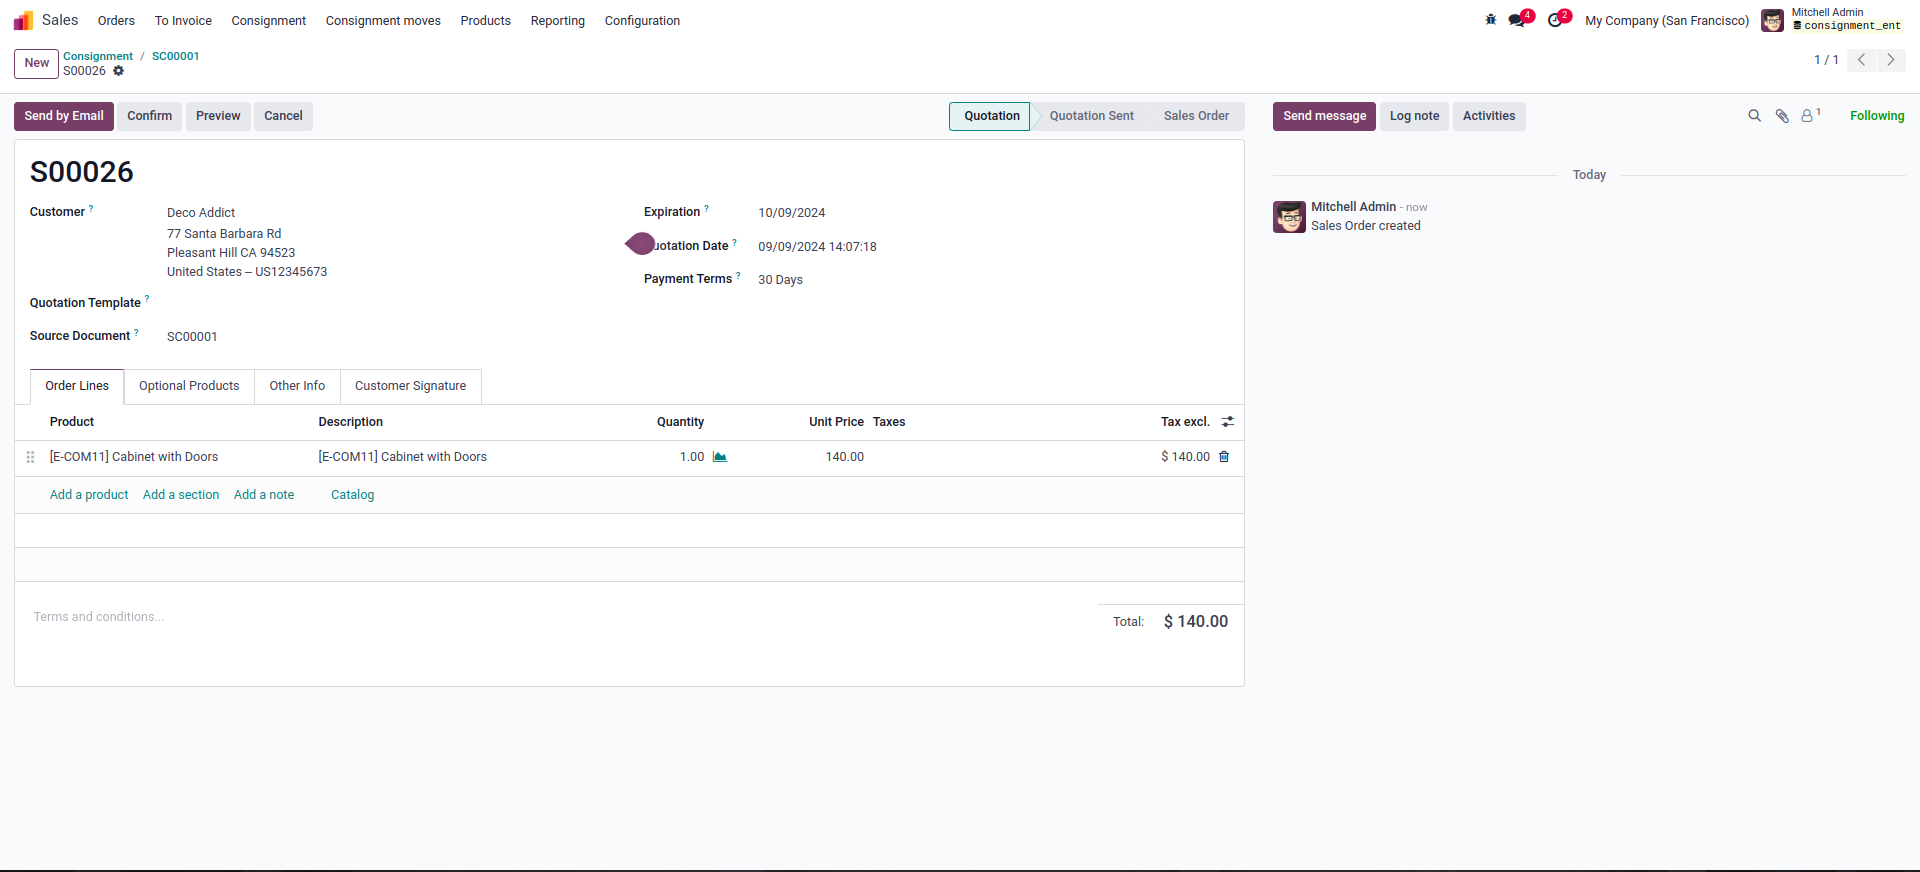 Sales Orders To Invoice Consignment Consignment moves Products Reporting Configuration 4 2 My Company (San Francisco) Mitchell Admin
consignment_ent
New Consignment / SC00001
S00026 1 / 1
Send by Email Confirm Preview Cancel Quotation Quotation Sent Sales Order Send message Log note Activities 1 Following
S00026
Today
Customer ? Deco Addict
77 Santa Barbara Rd
Pleasant Hill CA 94523
United States – US12345673
Expiration ? 10/09/2024
uotation Date ? 09/09/2024 14:07:18
Payment Terms ? 30 Days
Mitchell Admin - now
Sales Order created
Quotation Template ?
Source Document ? SC00001
Order Lines Optional Products Other Info Customer Signature
Product Description Quantity Unit Price Taxes Tax excl.
[E-COM11] Cabinet with Doors [E-COM11] Cabinet with Doors 1.00 140.00 $ 140.00
Add a product Add a section Add a note Catalog
Terms and conditions...
Total: $ 140.00